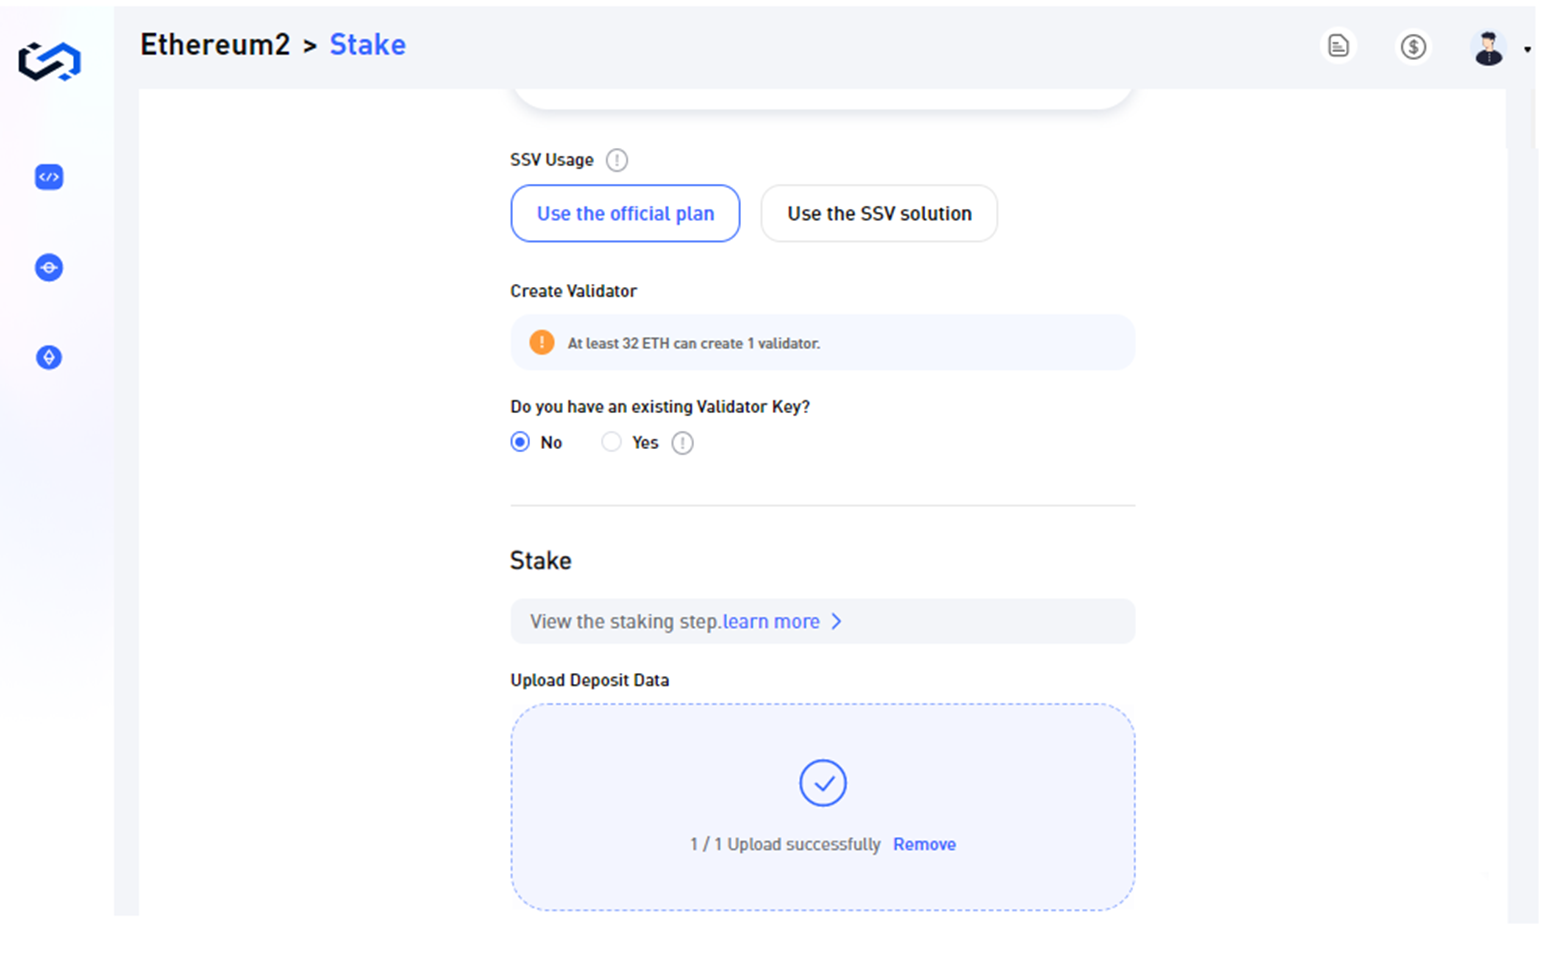 Ethereum2 > Stake
SSV Usage
Use the official plan
Use the SSV solution
Create Validator
At least 32 ETH can create 1 validator.
Do you have an existing Validator Key?
No Yes
Stake
View the staking step.learn more >
Upload Deposit Data
1 / 1 Upload successfully Remove